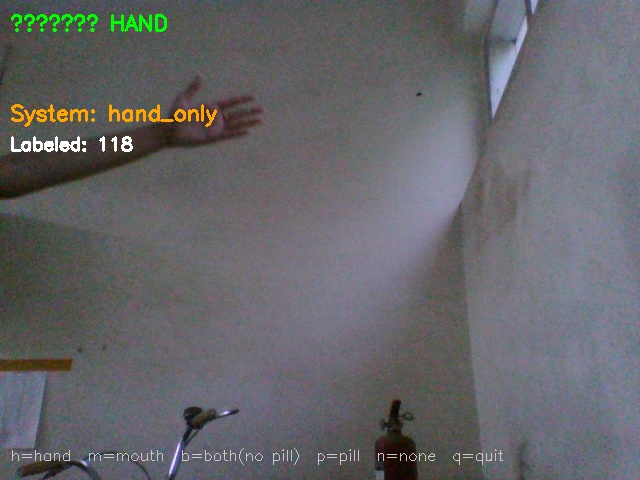 ??????? HAND
System: hand_only
Labeled: 118
h=hand m=mouth b=both(no pill) p=pill n=none q=quit